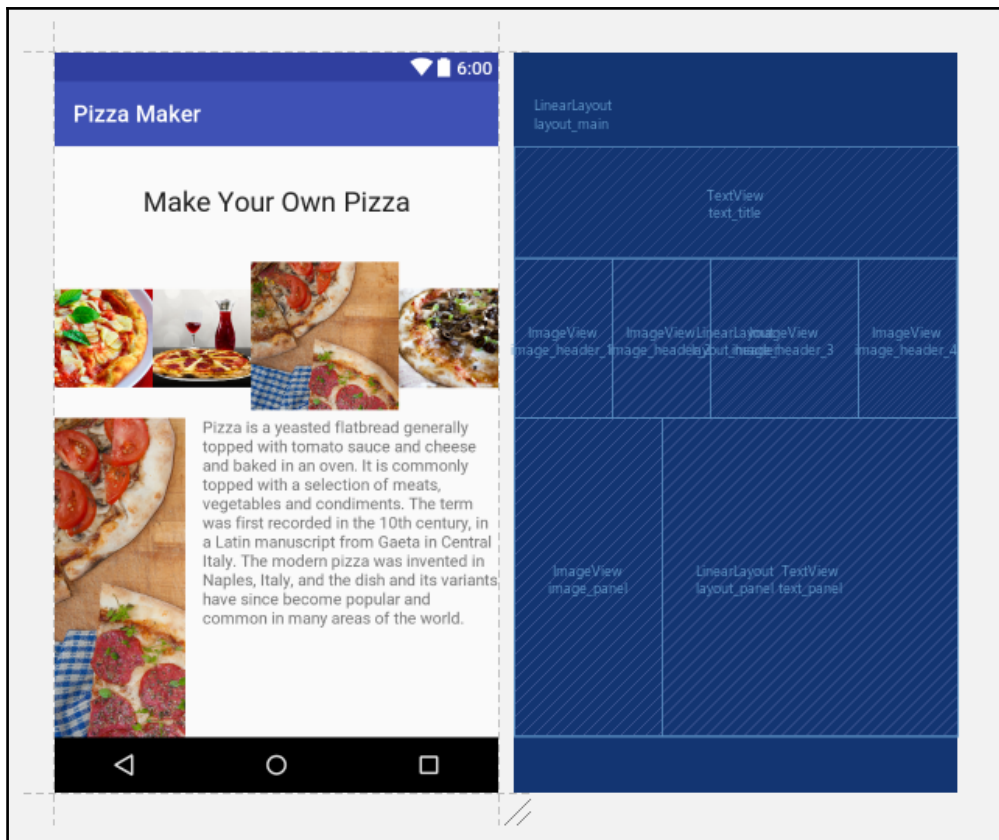 6:00
Pizza Maker
Make Your Own Pizza
Pizza is a yeasted flatbread generally
topped with tomato sauce and cheese
and baked in an oven. It is commonly
topped with a selection of meats,
vegetables and condiments. The term
was first recorded in the 10th century, in
a Latin manuscript from Gaeta in Central
Italy. The modern pizza was invented in
Naples, Italy, and the dish and its variants
have since become popular and
common in many areas of the world.
LinearLayout
layout_main
TextView
text_title
ImageView
image_header_1
ImageView
ImageView
image_header_3
ImageView
image_header_4
ImageView
image_panel
LinearLayout TextView
layout_panel text_panel